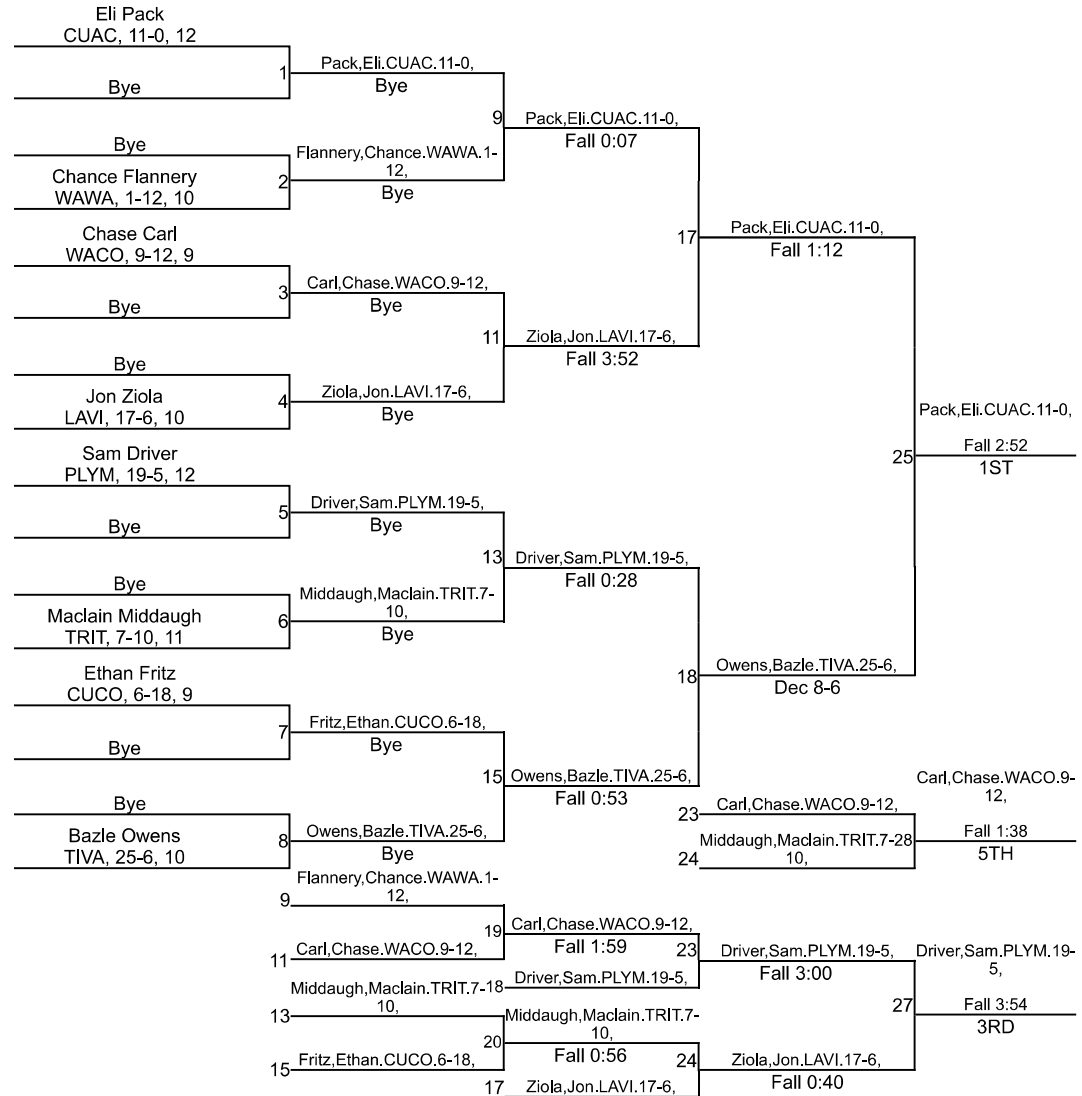 Eli Pack
CUAC, 11-0, 12
1
Bye
Pack,Eli.CUAC.11-0,
Bye
9
Pack,Eli.CUAC.11-0,
Fall 0:07
Bye
Chance Flannery
WAWA, 1-12, 10
2
Flannery,Chance.WAWA.1-
12,
Bye
17
Pack,Eli.CUAC.11-0,
Fall 1:12
Chase Carl
WACO, 9-12, 9
3
Bye
Carl,Chase.WACO.9-12,
Bye
11
Ziola,Jon.LAVI.17-6,
Fall 3:52
Bye
Jon Ziola
LAVI, 17-6, 10
4
Ziola,Jon.LAVI.17-6,
Bye
25
Pack,Eli.CUAC.11-0,
Fall 2:52
1ST
Sam Driver
PLYM, 19-5, 12
5
Bye
Driver,Sam.PLYM.19-5,
Bye
13
Driver,Sam.PLYM.19-5,
Fall 0:28
Bye
Maclain Middaugh
TRIT, 7-10, 11
6
Middaugh,Maclain.TRIT.7-
10,
Bye
18
Owens,Bazle.TIVA.25-6,
Dec 8-6
Ethan Fritz
CUCO, 6-18, 9
7
Bye
Fritz,Ethan.CUCO.6-18,
Bye
15
Owens,Bazle.TIVA.25-6,
Fall 0:53
Bye
Bazle Owens
TIVA, 25-6, 10
8
Owens,Bazle.TIVA.25-6,
Bye
23
Carl,Chase.WACO.9-12,
24
Middaugh,Maclain.TRIT.7-28
10,
Carl,Chase.WACO.9-
12,
Fall 1:38
5TH
9
Flannery,Chance.WAWA.1-
12,
11
Carl,Chase.WACO.9-12,
19
Carl,Chase.WACO.9-12,
Fall 1:59
18
Driver,Sam.PLYM.19-5,
23
Driver,Sam.PLYM.19-5,
Fall 3:00
13
Middaugh,Maclain.TRIT.7-
10,
15
Fritz,Ethan.CUCO.6-18,
20
Middaugh,Maclain.TRIT.7-
10,
Fall 0:56
17
Ziola,Jon.LAVI.17-6,
24
Ziola,Jon.LAVI.17-6,
Fall 0:40
27
Driver,Sam.PLYM.19-
5,
Fall 3:54
3RD